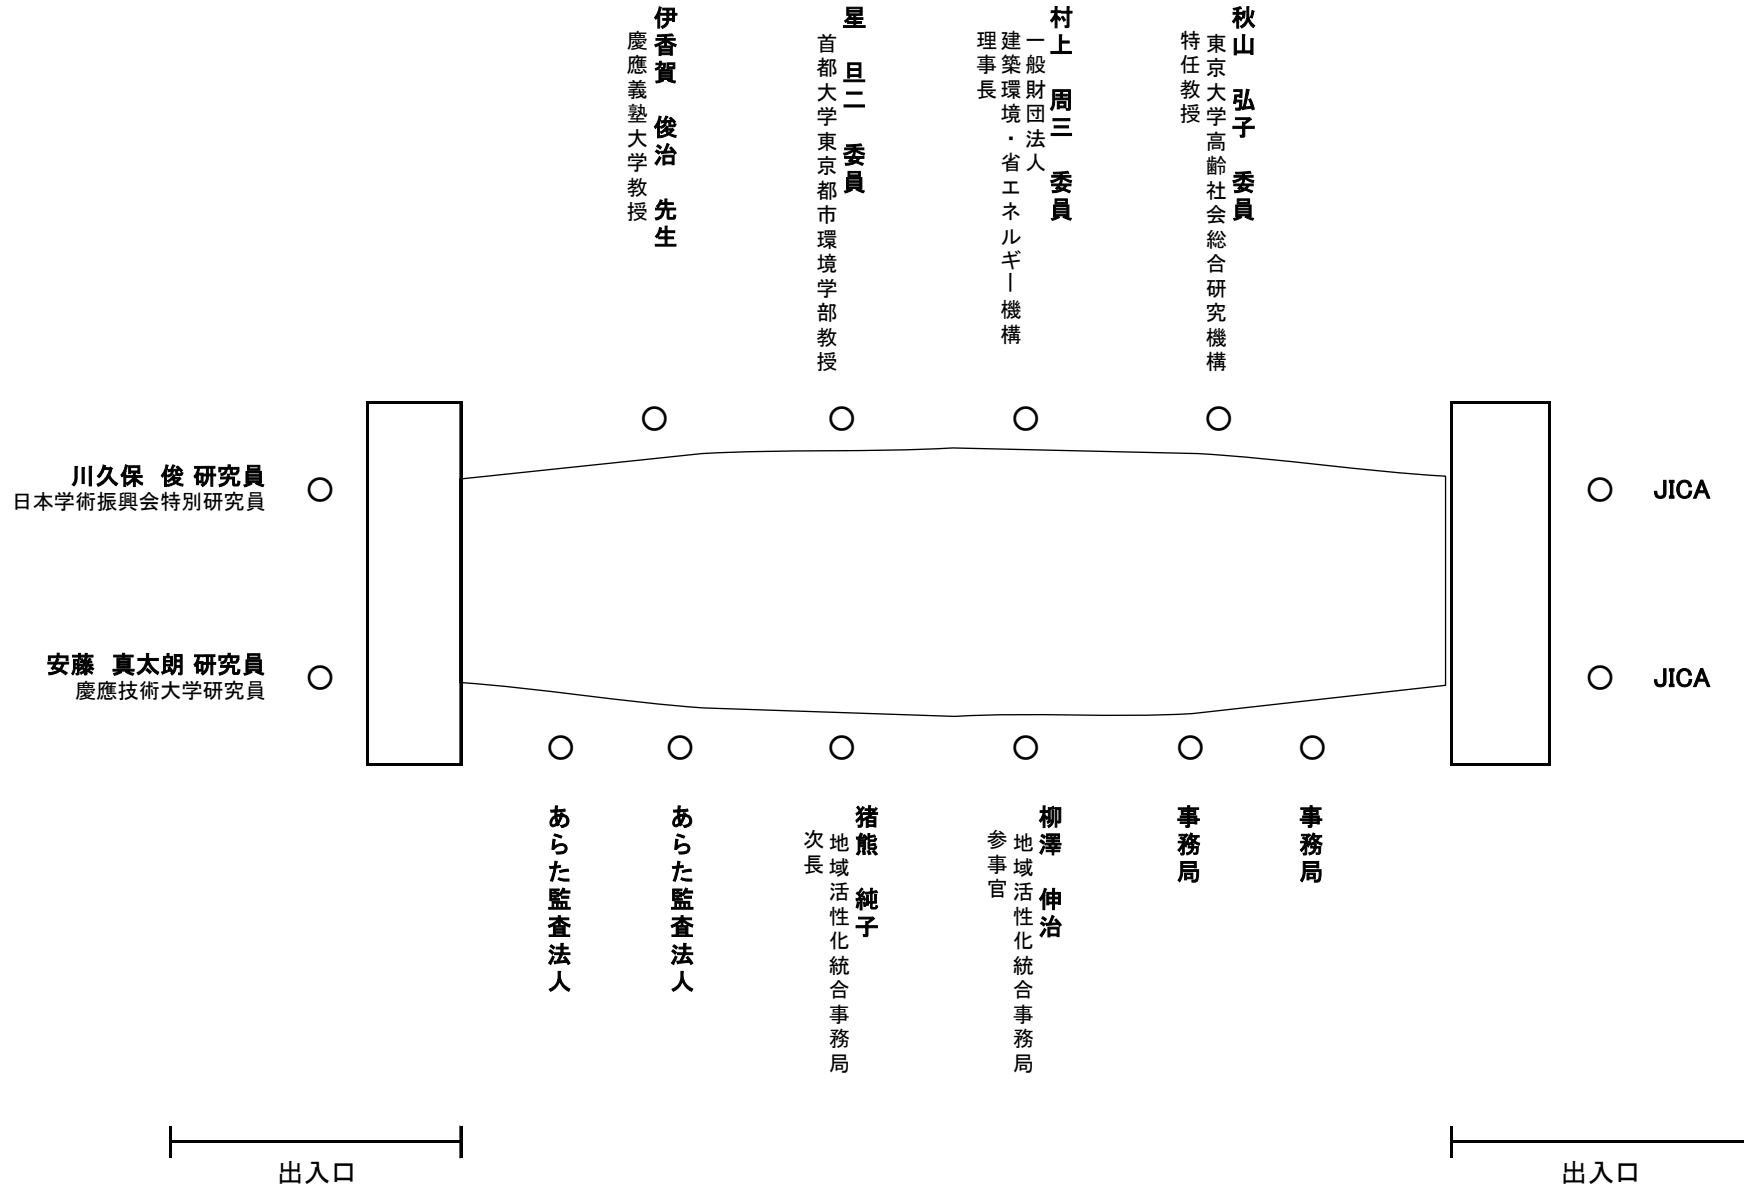 秋山 弘子 委員
東京大学高齢社会総合研究機構
特任教授
村上 周三 委員
一般財団法人
建築環境・省エネルギー機構
理事長
星 旦二 委員
首都大学東京都市環境学部教授
伊香賀 俊治 先生
慶應義塾大学教授
川久保 俊 研究員
日本学術振興会特別研究員
JICA
安藤 真太朗 研究員
慶應技術大学研究員
JICA
事務局
事務局
柳澤 伸治
地域活性化統合事務局
参事官
猪熊 純子
地域活性化統合事務局
次長
あらた監査法人
あらた監査法人
出入口
出入口